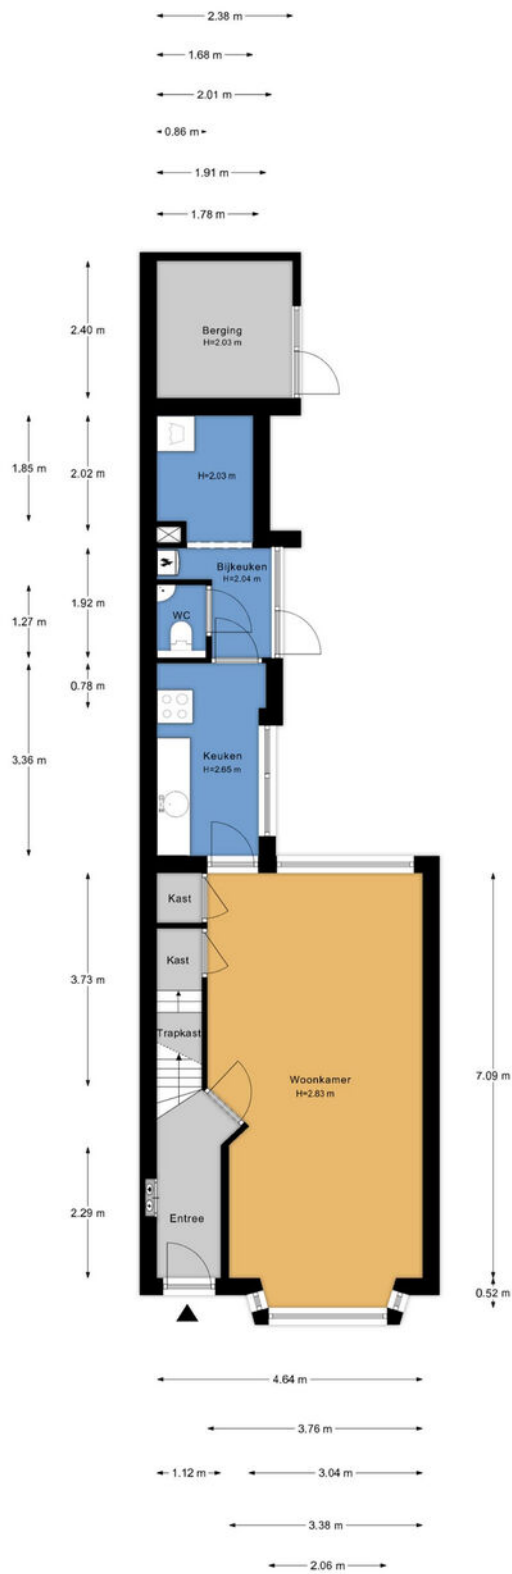 2.38 m
1.68 m
2.01 m
0.86 m
1.91 m
1.78 m
2.40 m
Berging
H=2.03 m
1.85 m
2.02 m
H=2.03 m
Bijkeuken
H=2.04 m
1.92 m
1.27 m
WC
0.78 m
3.36 m
Keuken
H=2.65 m
Kast
Kast
3.73 m
Trapkast
Woonkamer
H=2.83 m
7.09 m
2.29 m
Entree
0.52 m
4.64 m
3.76 m
1.12 m
3.04 m
3.38 m
2.06 m